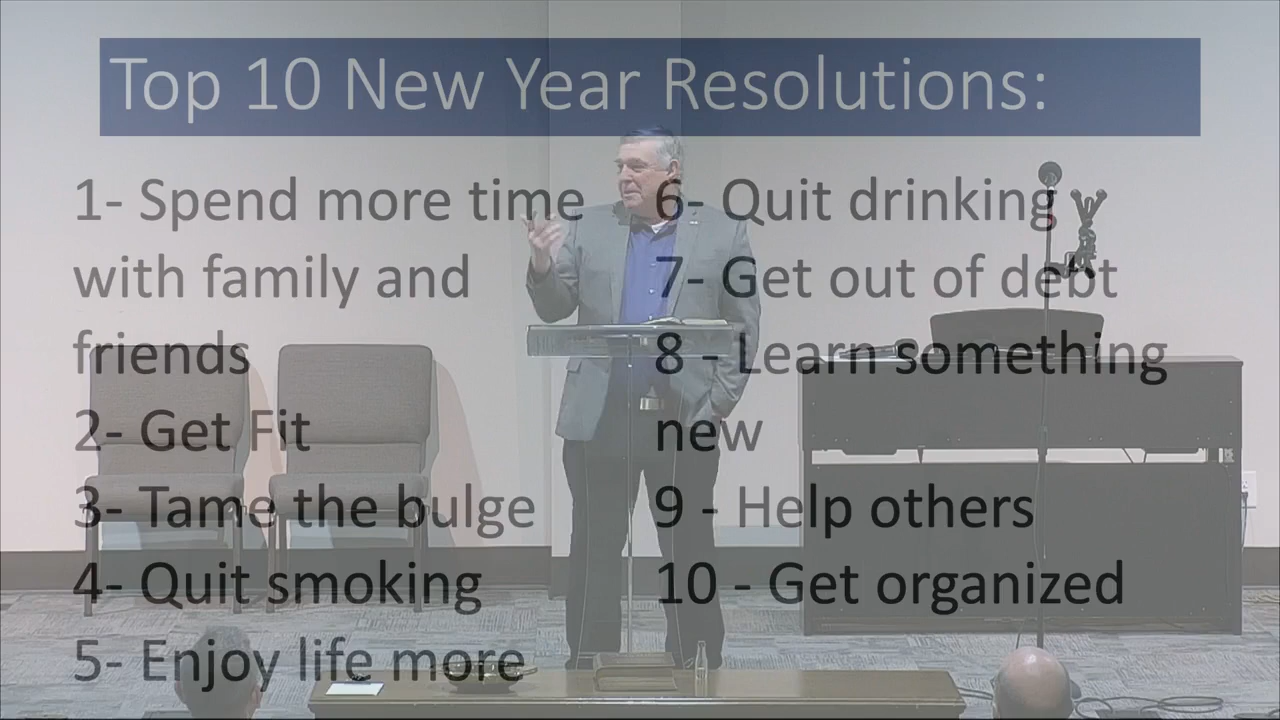 Top 10 New Year Resolutions:
1- Spend more time
with family and
friends
2- Get Fit
3- Tame the bulge
4- Quit smoking
5- Enjoy life more
6- Quit drinking
7- Get out of debt
8 - Learn something
new
9 - Help others
10 - Get organized